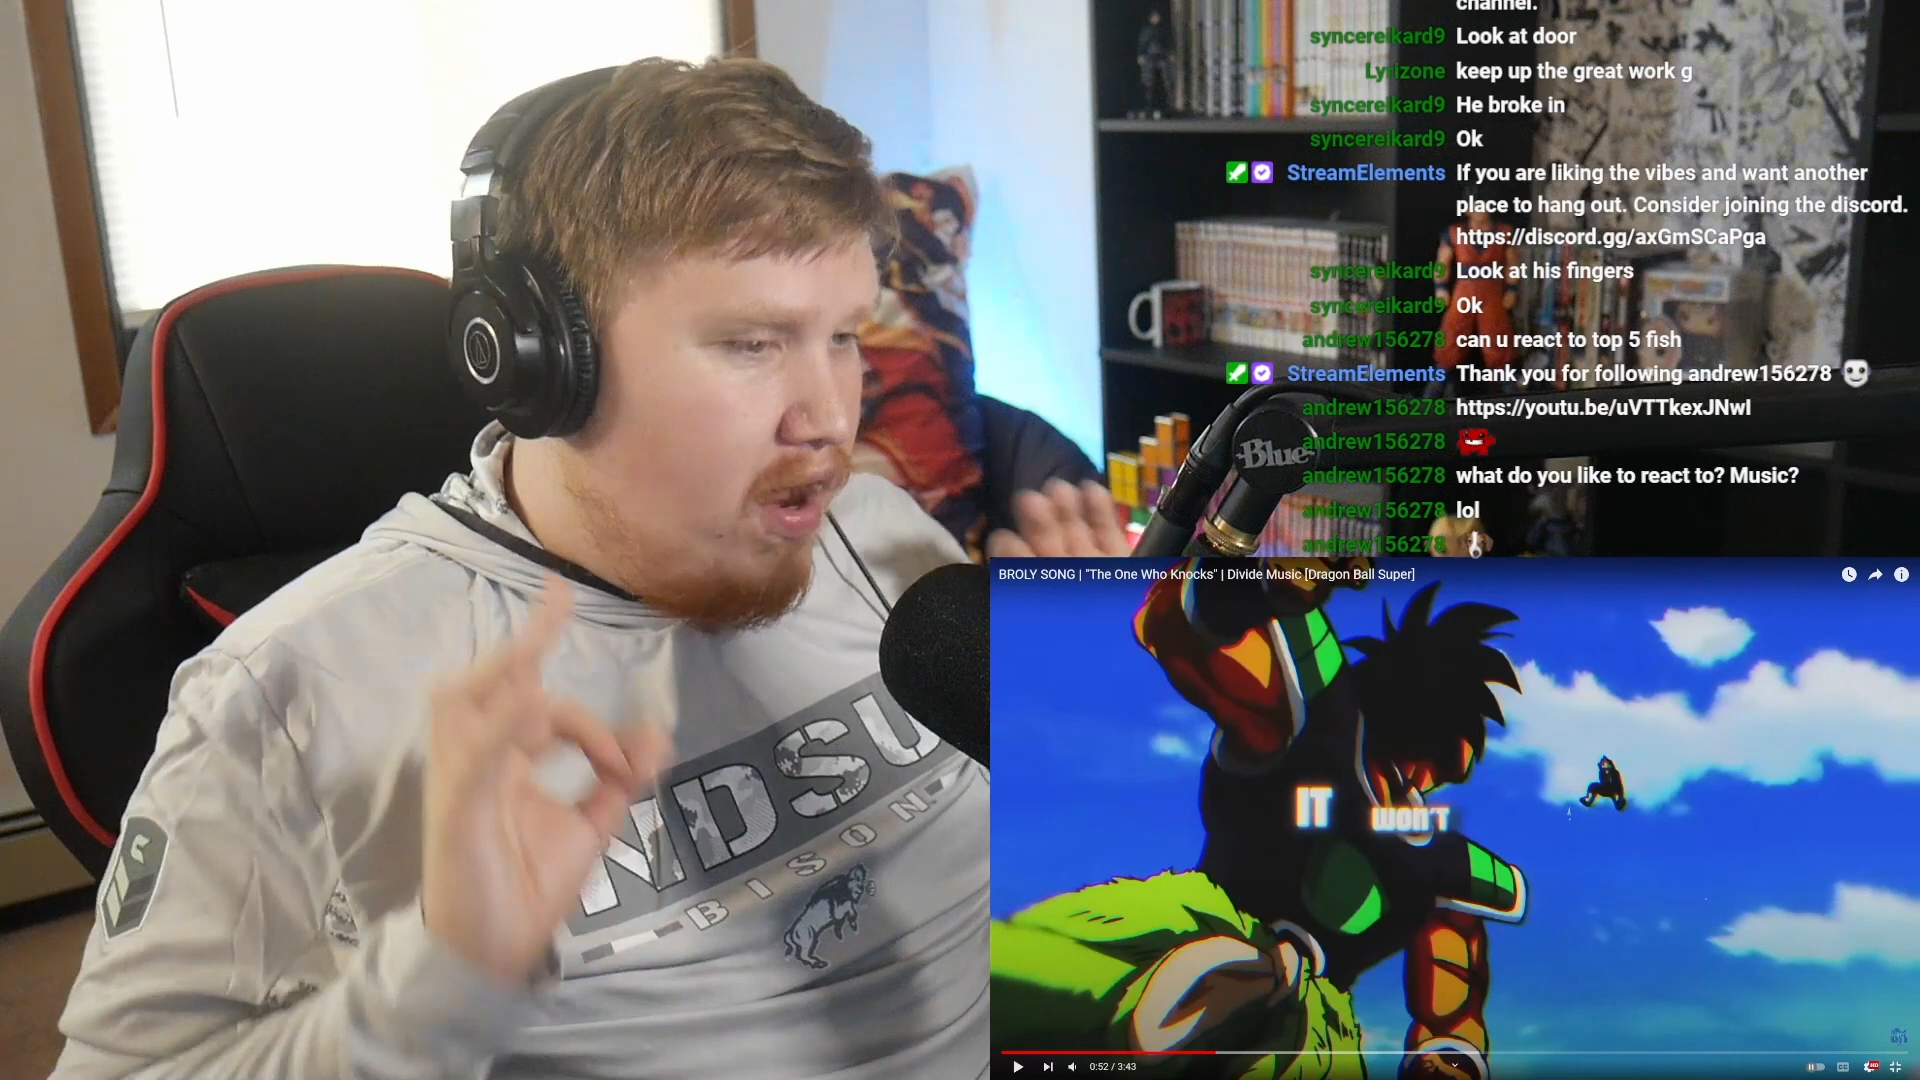 channel.
syncereikard9 Look at door
Lyrizone keep up the great work g
syncereikard9 He broke in
syncereikard9 Ok
StreamElements If you are liking the vibes and want another
place to hang out. Consider joining the discord.
https://discord.gg/axGmSCaPga
syncereikard9 Look at his fingers
syncereikard9 Ok
andrew156278 can u react to top 5 fish
StreamElements Thank you for following andrew156278
andrew156278 https://youtu.be/uVTTkexJNwI
andrew156278
andrew156278 what do you like to react to? Music?
andrew156278 lol
andrew156278
Blue
BROLY SONG | "The One Who Knocks" | Divide Music [Dragon Ball Super]
IT WON'T
NDSU
BISON
0:52 / 3:43